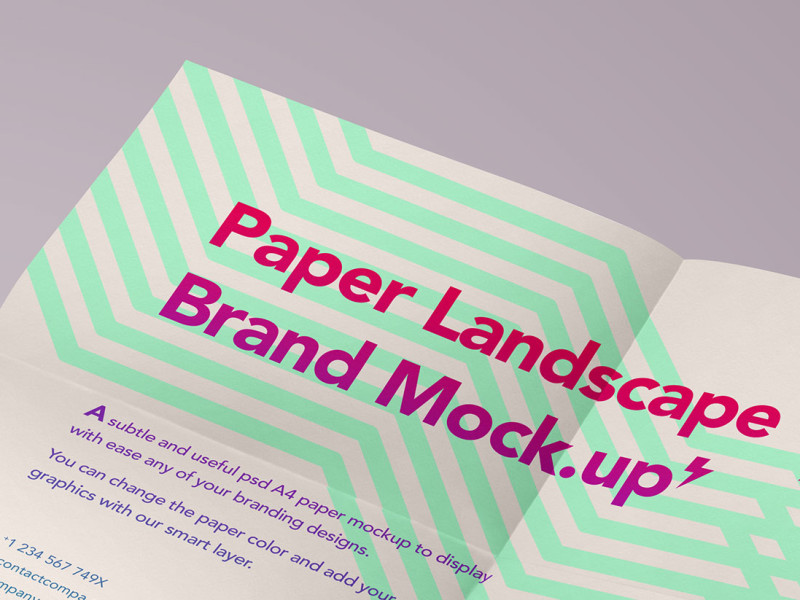 Paper Landscape
Brand Mock.up
A subtle and useful psd A4 paper mockup to display
with ease any of your branding designs.
You can change the paper color and add your
graphics with our smart layer.
+1 234 567 749X
contactcompa
mpany